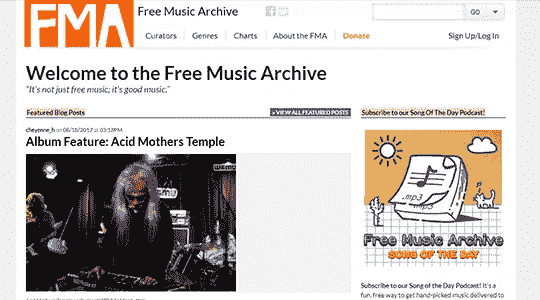 FMA
Free Music Archive
GO
Curators Genres Charts About the FMA Donate
Sign Up/Log In
Welcome to the Free Music Archive
"It's not just free music; it's good music."
Featured Blog Posts
> VIEW ALL FEATURED POSTS
cheyenne_h on 08/18/2017 at 03:18PM
Album Feature: Acid Mothers Temple
Subscribe to our Song Of The Day Podcast!
.mp3
.mp3
Free Music Archive
SONG OF THE DAY
Subscribe to our Song of the Day Podcast! It's a
fun, free way to get hand-picked music delivered to